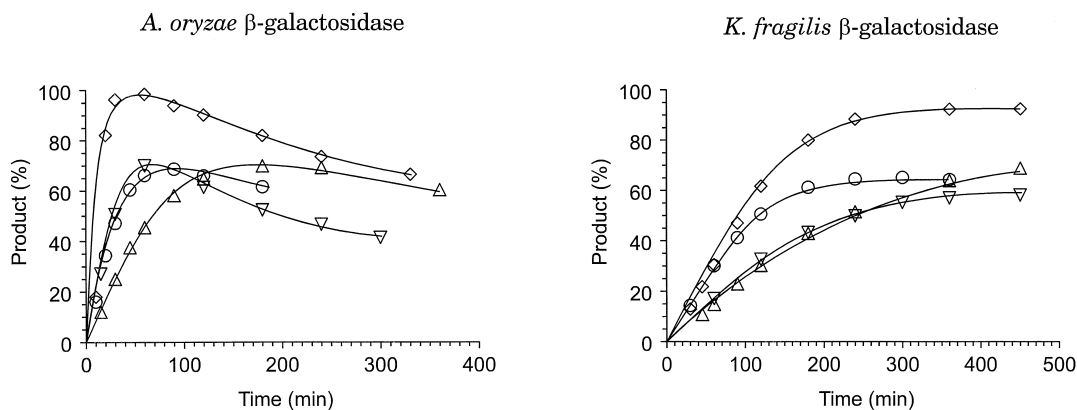 A. oryzae β-galactosidase
K. fragilis β-galactosidase
Product (%)
100
80
60
40
20
0
0 100 200 300 400
Time (min)
Product (%)
100
80
60
40
20
0
0 100 200 300 400 500
Time (min)